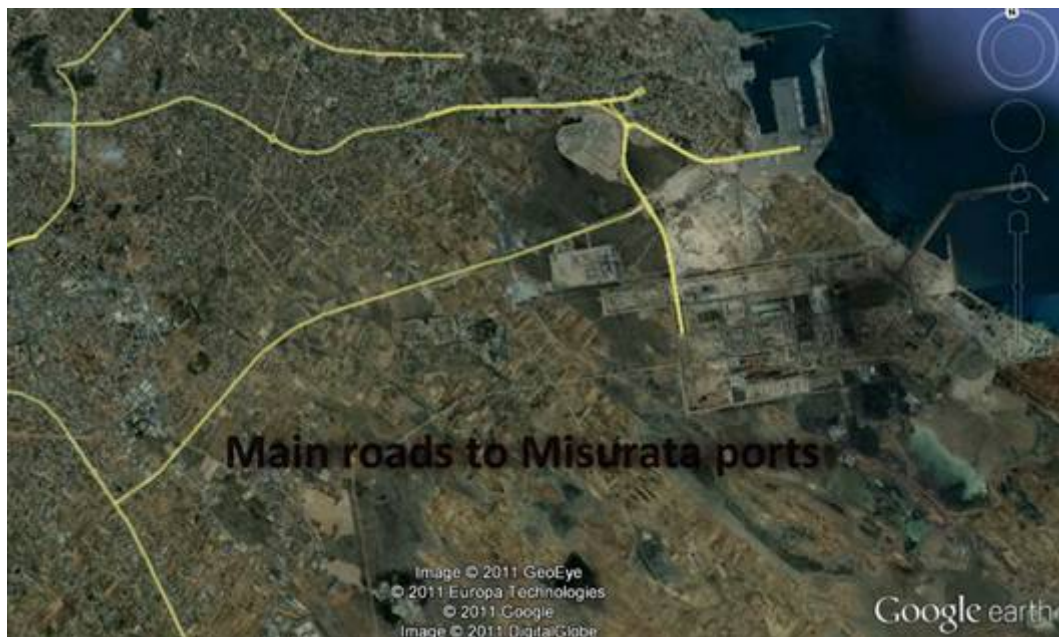 N
Main roads to Misurata ports
Image © 2011 GeoEye
© 2011 Europa Technologies
© 2011 Google
Image © 2011 DigitalGlobe
Google earth